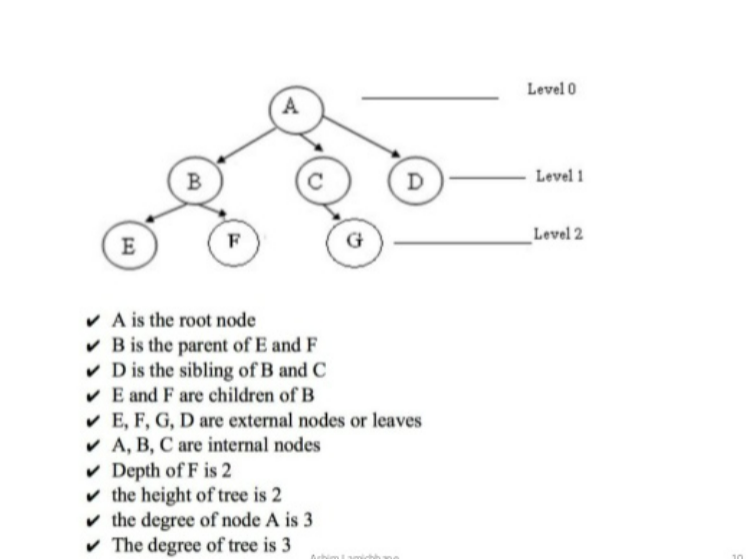 A
Level 0
B
C
D
Level 1
E
F
G
Level 2
✔ A is the root node
✔ B is the parent of E and F
✔ D is the sibling of B and C
✔ E and F are children of B
✔ E, F, G, D are external nodes or leaves
✔ A, B, C are internal nodes
✔ Depth of F is 2
✔ the height of tree is 2
✔ the degree of node A is 3
✔ The degree of tree is 3